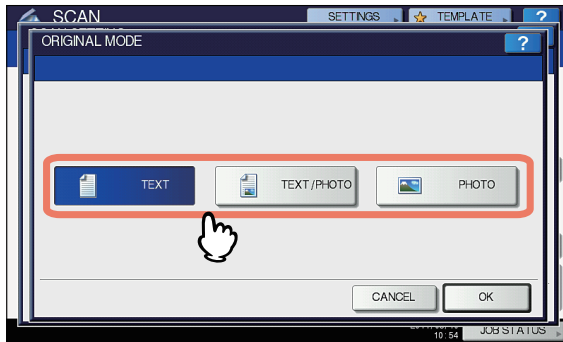 SCAN
SETTINGS
TEMPLATE
?
ORIGINAL MODE
?
TEXT
TEXT/PHOTO
PHOTO
CANCEL
OK
10:54
JOB STATUS